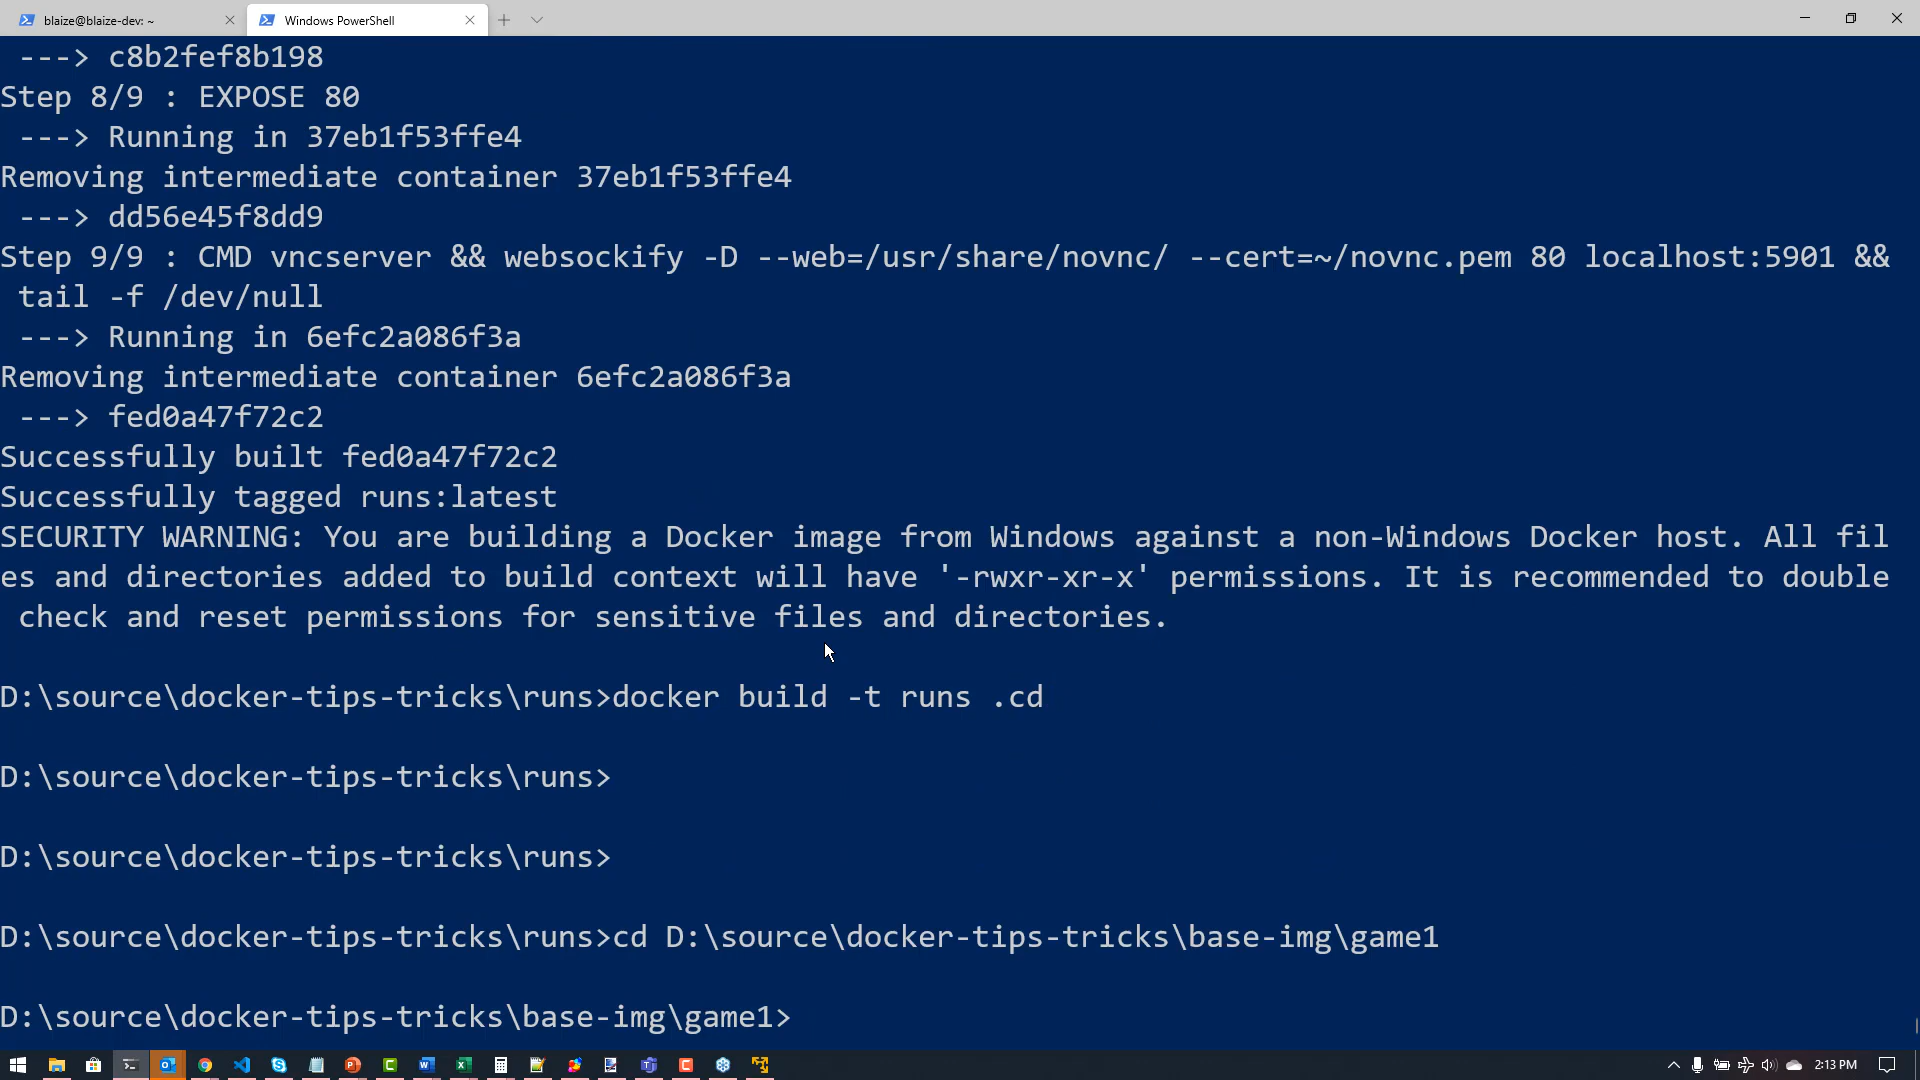 blaize@blaize-dev: ~
Windows PowerShell
---> c8b2fef8b198
Step 8/9 : EXPOSE 80
---> Running in 37eb1f53ffe4
Removing intermediate container 37eb1f53ffe4
---> dd56e45f8dd9
Step 9/9 : CMD vncserver && websockify -D --web=/usr/share/novnc/ --cert=~/novnc.pem 80 localhost:5901 &&
tail -f /dev/null
---> Running in 6efc2a086f3a
Removing intermediate container 6efc2a086f3a
---> fed0a47f72c2
Successfully built fed0a47f72c2
Successfully tagged runs:latest
SECURITY WARNING: You are building a Docker image from Windows against a non-Windows Docker host. All fil
es and directories added to build context will have '-rwxr-xr-x' permissions. It is recommended to double
check and reset permissions for sensitive files and directories.
D:\source\docker-tips-tricks\runs>docker build -t runs .cd
D:\source\docker-tips-tricks\runs>
D:\source\docker-tips-tricks\runs>
D:\source\docker-tips-tricks\runs>cd D:\source\docker-tips-tricks\base-img\game1
D:\source\docker-tips-tricks\base-img\game1>
2:13 PM